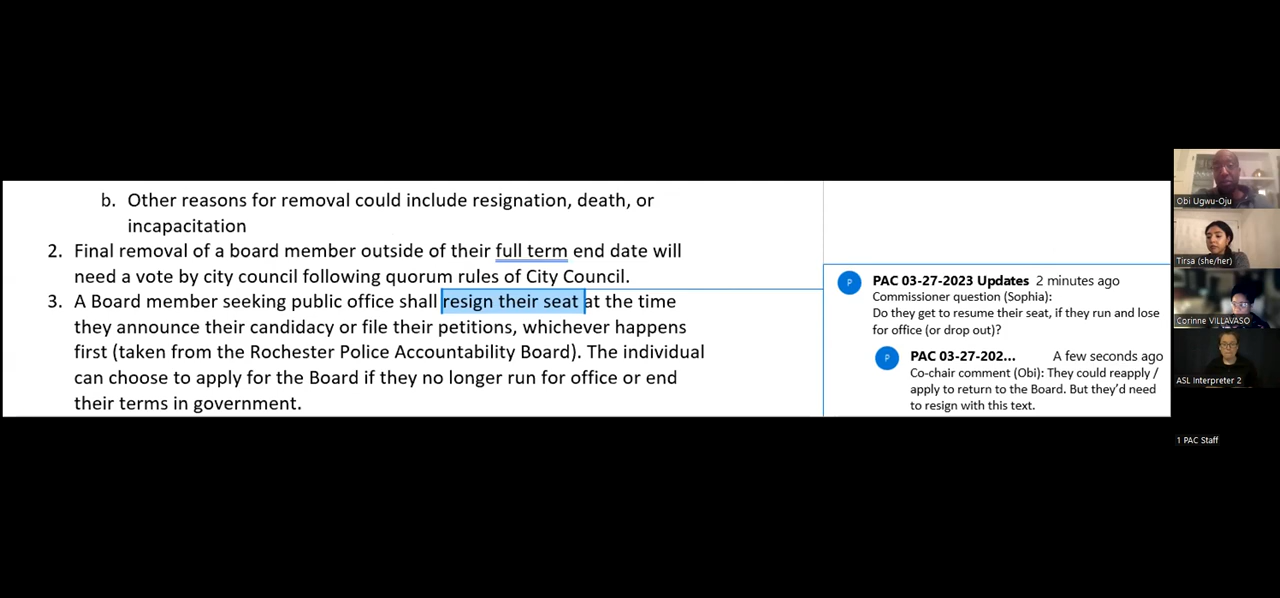 b. Other reasons for removal could include resignation, death, or
incapacitation
2. Final removal of a board member outside of their full term end date will
need a vote by city council following quorum rules of City Council.
3. A Board member seeking public office shall resign their seat at the time
they announce their candidacy or file their petitions, whichever happens
first (taken from the Rochester Police Accountability Board). The individual
can choose to apply for the Board if they no longer run for office or end
their terms in government.
P PAC 03-27-2023 Updates 2 minutes ago
Commissioner question (Sophia):
Do they get to resume their seat, if they run and lose
for office (or drop out)?
P PAC 03-27-202... A few seconds ago
Co-chair comment (Obi): They could reapply /
apply to return to the Board. But they'd need
to resign with this text.
Obi Ugwu-Oju
Tirsa (she/her)
Corinne VILLAVASO
ASL Interpreter 2
1 PAC Staff